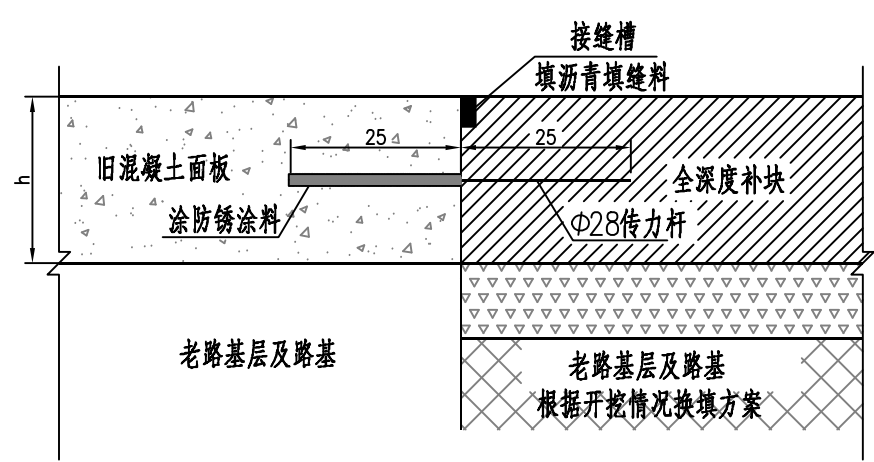 接缝槽
填沥青填缝料
25
25
旧混凝土面板
全深度补块
h
涂防锈涂料
Φ28传力杆
老路基层及路基
老路基层及路基
根据开挖情况换填方案